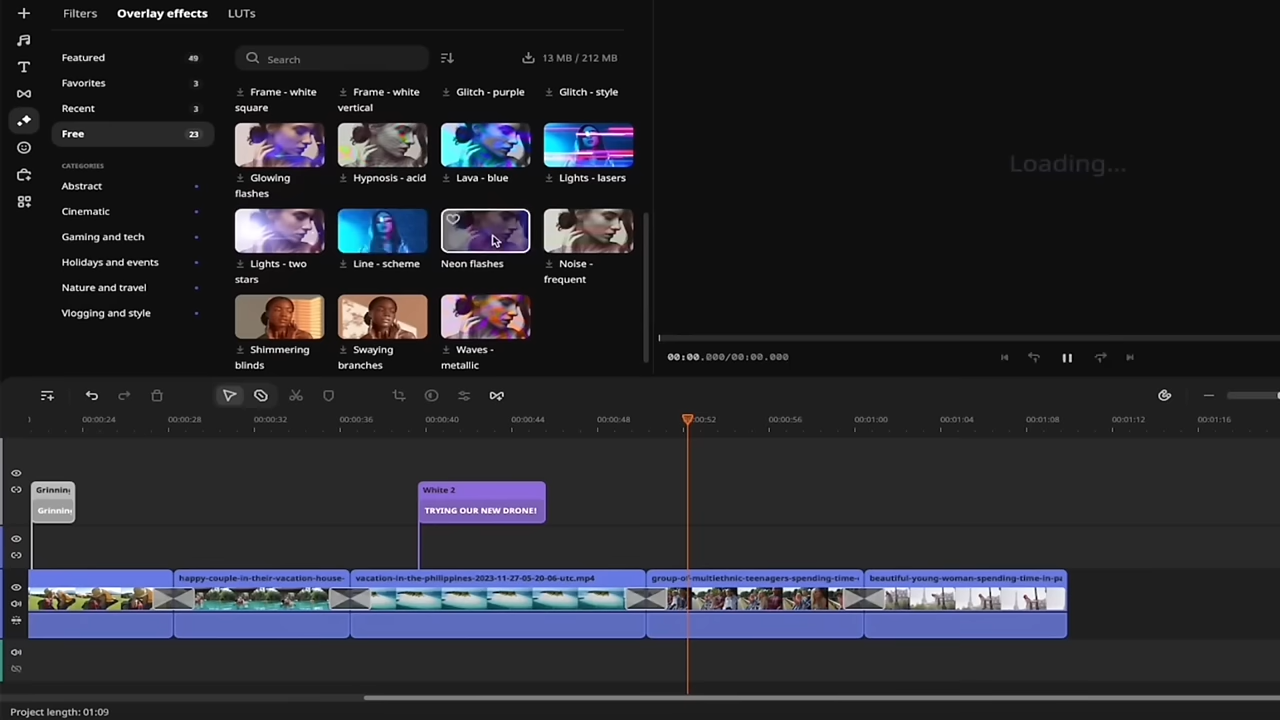 Filters Overlay effects LUTs
Featured 49
Favorites 3
Recent 3
Free 23
CATEGORIES
Abstract
Cinematic
Gaming and tech
Holidays and events
Nature and travel
Vlogging and style
Search
13 MB / 212 MB
Frame - white square
Frame - white vertical
Glitch - purple
Glitch - style
Glowing flashes
Hypnosis - acid
Lava - blue
Lights - lasers
Lights - two stars
Line - scheme
Neon flashes
Noise - frequent
Shimmering blinds
Swaying branches
Waves - metallic
Loading...
00:00.000/00:00.000
00:00:24 00:00:28 00:00:32 00:00:36 00:00:40 00:00:44 00:00:48 :00:52 00:00:56 00:01:00 00:01:04 00:01:08 00:01:12 00:01:16
Grinning
Grinning
White 2
TRYING OUR NEW DRONE!
happy-couple-in-their-vacation-house-
vacation-in-the-philippines-2023-11-27-05-20-06-utc.mp4
group-of-multiethnic-teenagers-spending-time-
beautiful-young-woman-spending-time-in-pa
Project length: 01:09